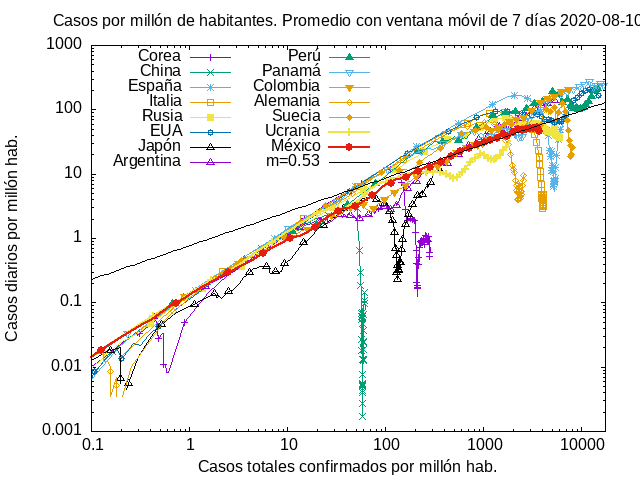 Casos por millón de habitantes. Promedio con ventana móvil de 7 días 2020-08-10
Casos diarios por millón hab.
1000
100
10
1
0.1
0.01
0.001
Corea
China
España
Italia
Rusia
EUA
Japón
Argentina
Perú
Panamá
Colombia
Alemania
Suecia
Ucrania
México
m=0.53
0.1 1 10 100 1000 10000
Casos totales confirmados por millón hab.